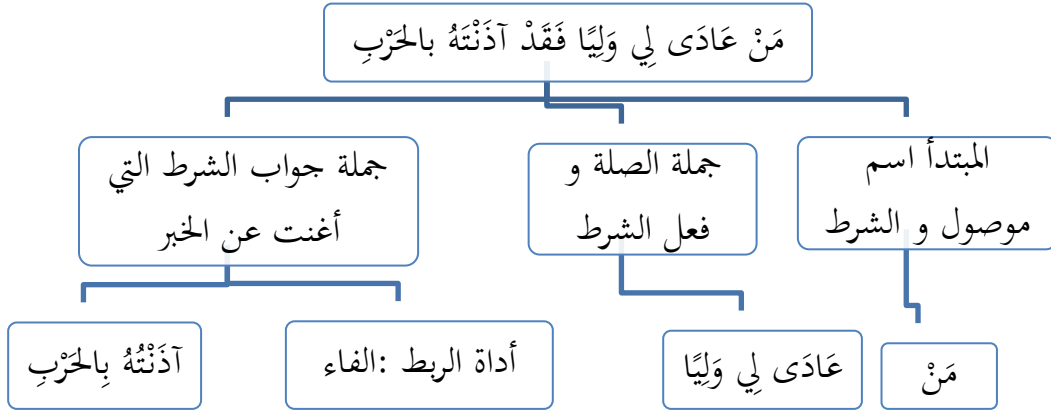 مَنْ عَادَى لِي وَلِيًا فَقَدْ آذَنْتَهُ بالحَرْبِ
المبتدأ اسم
موصول و الشرط
جملة الصلة و
فعل الشرط
جملة جواب الشرط التي
أغنت عن الخبر
مَنْ
عَادَى لِي وَلِيًا
أداة الربط :الفاء
آذَنْتُهُ بِالحَرْبِ